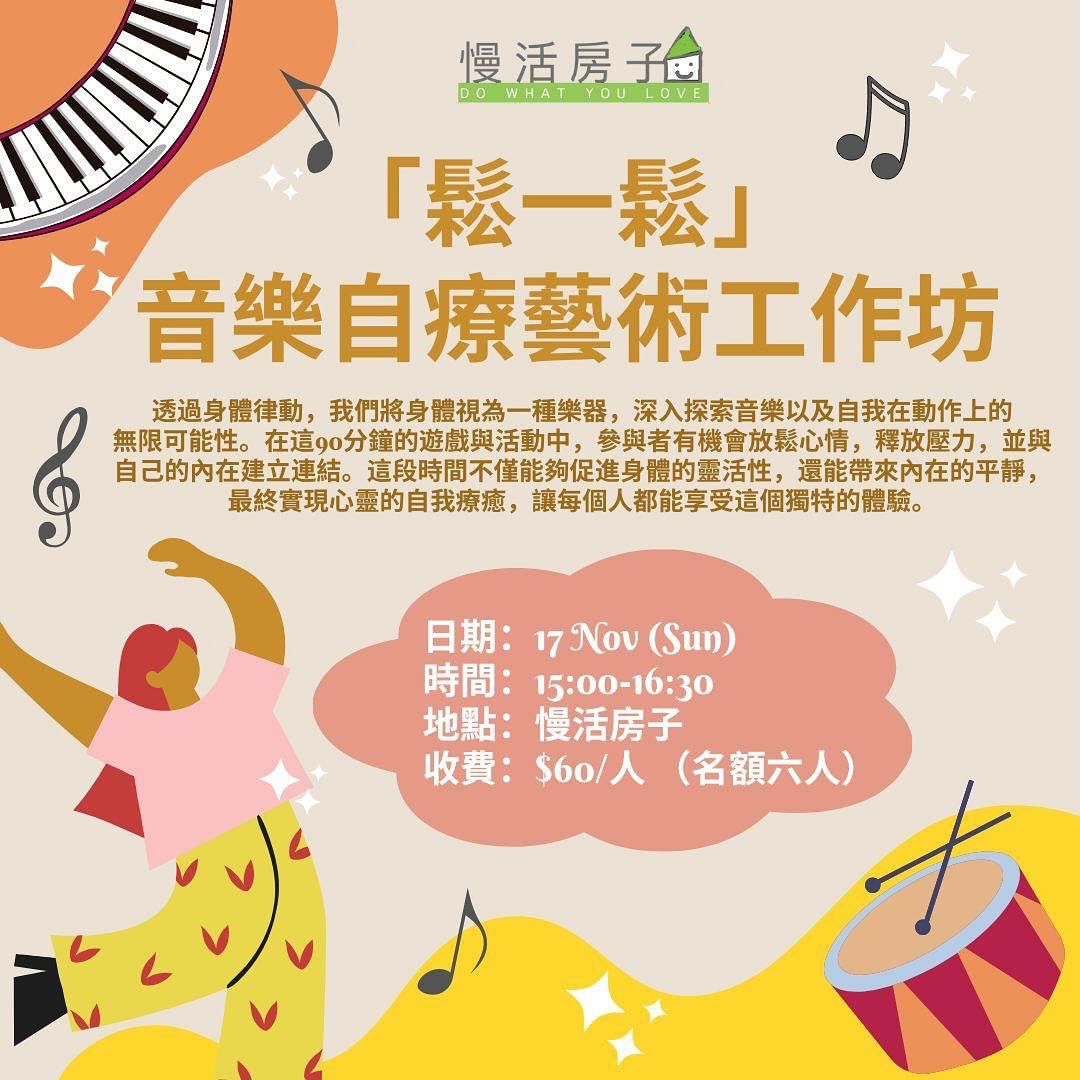 慢活房子
DO WHAT YOU LOVE
「鬆一鬆」
音樂自療藝術工作坊
透過身體律動，我們將身體視為一種樂器，深入探索音樂以及自我在動作上的
無限可能性。在這90分鐘的遊戲與活動中，參與者有機會放鬆心情，釋放壓力，並與
自己的內在建立連結。這段時間不僅能夠促進身體的靈活性，還能帶來內在的平靜，
最終實現心靈的自我療癒，讓每個人都能享受這個獨特的體驗。
日期：17 Nov (Sun)
時間：15:00-16:30
地點：慢活房子
收費：$60/人 （名額六人）